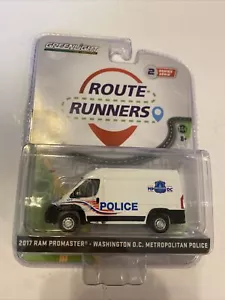 GREENLIGHT
ROUTE
RUNNERS
2
POLICE
2017 RAM PROMASTER • WASHINGTON D.C. METROPOLITAN POLICE